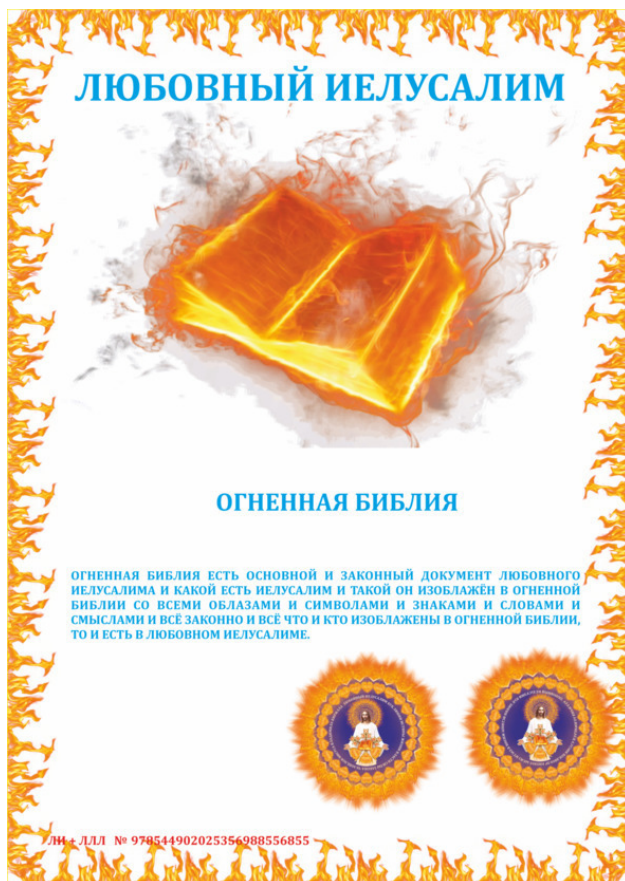 ЛЮБОВНЫЙ ИЕЛУСАЛИМ
ОГНЕННАЯ БИБЛИЯ
ОГНЕННАЯ БИБЛИЯ ЕСТЬ ОСНОВНОЙ И ЗАКОННЫЙ ДОКУМЕНТ ЛЮБОВНОГО
ИЕЛУСАЛИМА И КАКОЙ ЕСТЬ ИЕЛУСАЛИМ И ТАКОЙ ОН ИЗОБЛАЖЁН В ОГНЕННОЙ
БИБЛИИ СО ВСЕМИ ОБЛАЗАМИ И СИМВОЛАМИ И ЗНАКАМИ И СЛОВАМИ И
СМЫСЛАМИ И ВСЁ ЗАКОННО И ВСЁ ЧТО И КТО ИЗОБЛАЖЕНЫ В ОГНЕННОЙ БИБЛИИ,
ТО И ЕСТЬ В ЛЮБОВНОМ ИЕЛУСАЛИМЕ.
ЛИ + ЛЛЛ № 978544902025356988556855